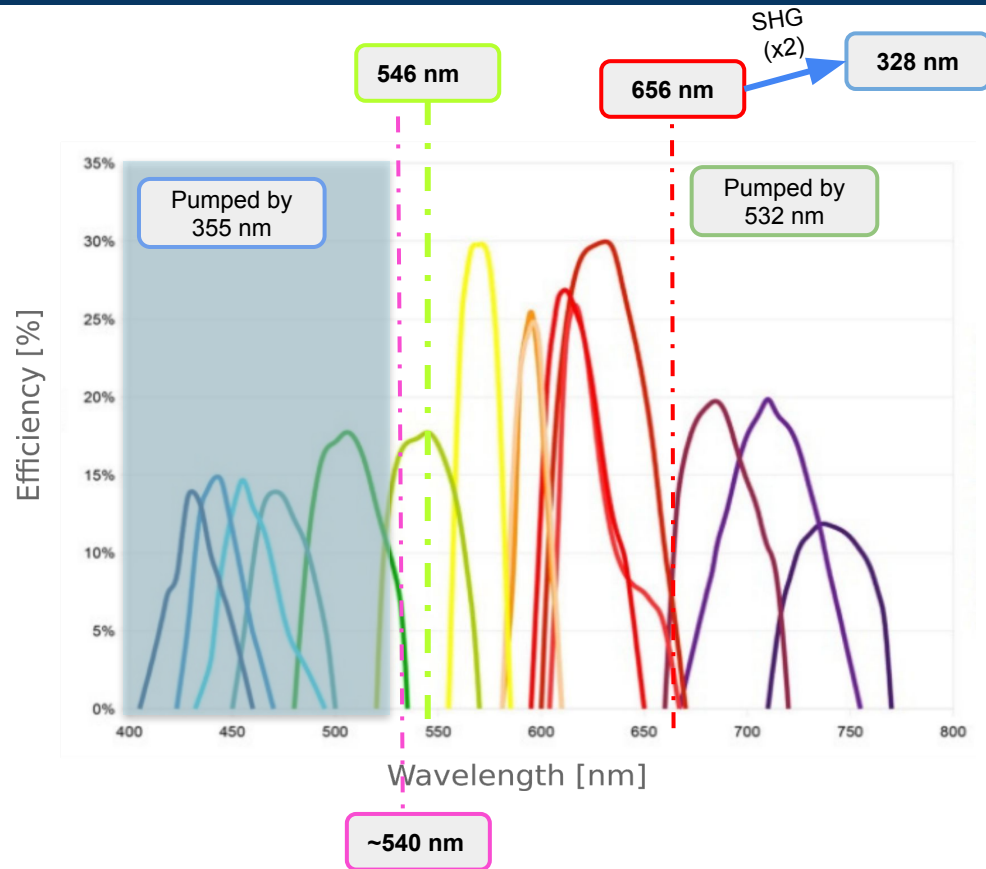 SHG
(x2)
546 nm
656 nm
328 nm
Pumped by
355 nm
Pumped by
532 nm
Efficiency [%]
35%
30%
25%
20%
15%
10%
5%
0%
400 450 500 550 600 650 700 750 800
Wavelength [nm]
~540 nm